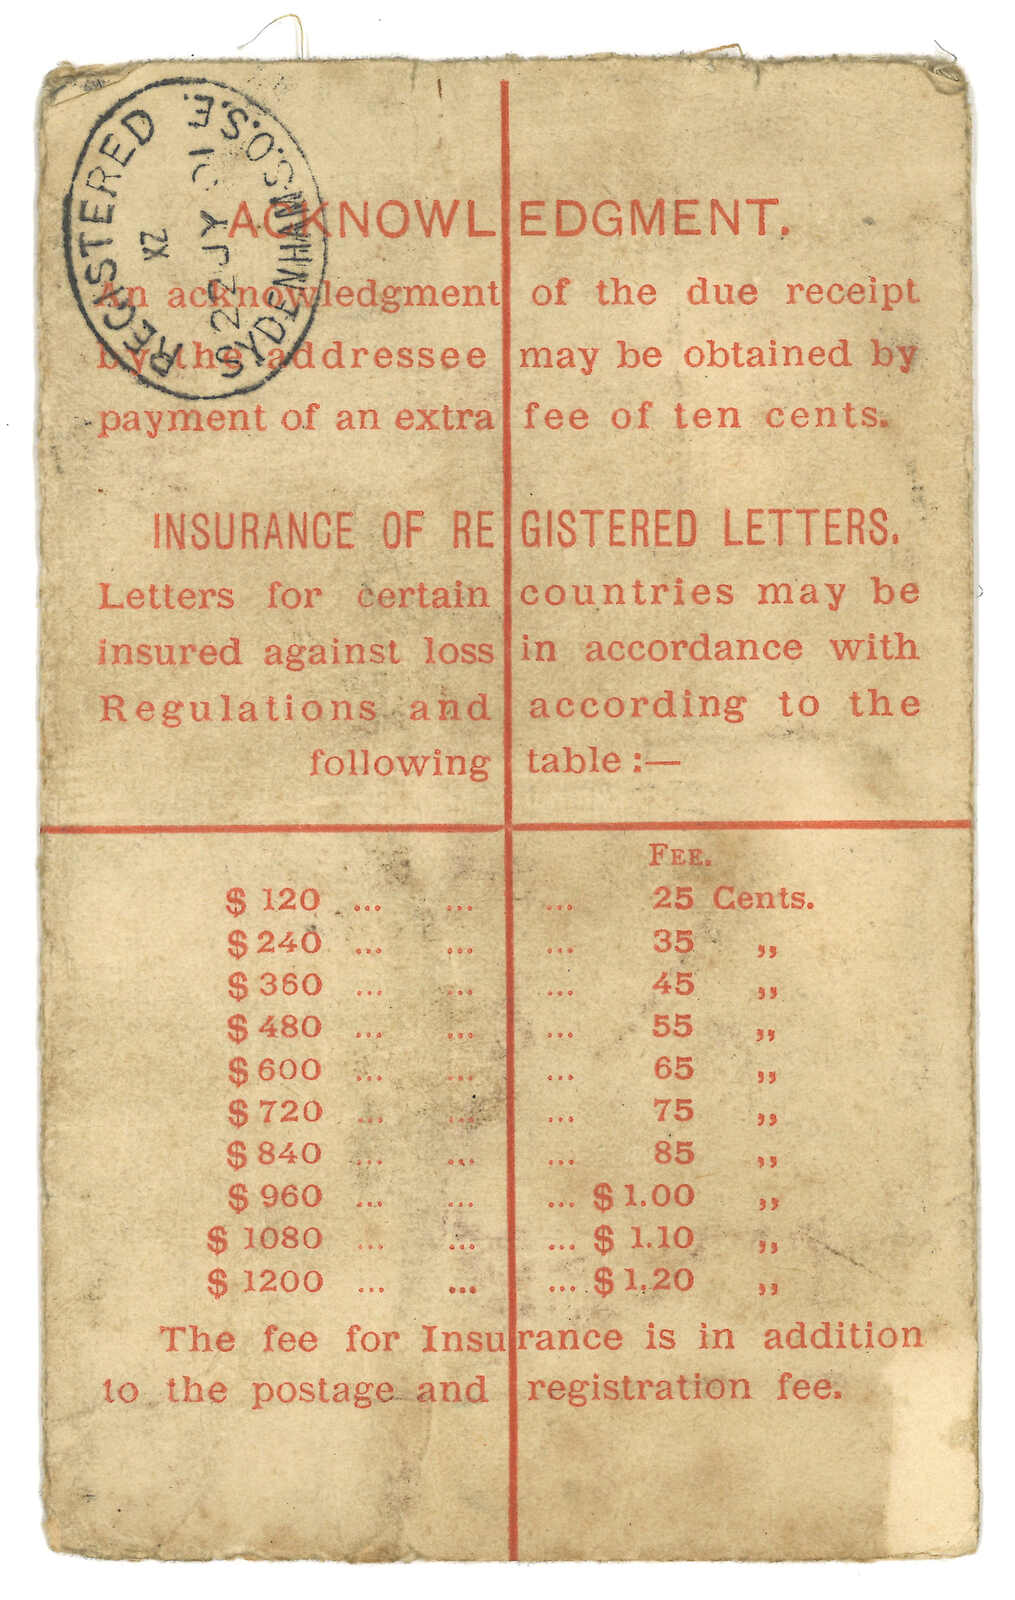 REGISTERED
SYDENHAM S.O.S.E.
XZ
22 JY
ACKNOWLEDGMENT.
An acknowledgment of the due receipt
by the addressee may be obtained by
payment of an extra fee of ten cents.
INSURANCE OF REGISTERED LETTERS.
Letters for certain countries may be
insured against loss in accordance with
Regulations and according to the
following table :—
FEE.
$ 120 ... ... ... 25 Cents.
$ 240 ... ... ... 35 „
$ 360 ... ... ... 45 „
$ 480 ... ... ... 55 „
$ 600 ... ... ... 65 „
$ 720 ... ... ... 75 „
$ 840 ... ... ... 85 „
$ 960 ... ... ... $ 1.00 „
$ 1080 ... ... ... $ 1.10 „
$ 1200 ... ... ... $ 1.20 „
The fee for Insurance is in addition
to the postage and registration fee.